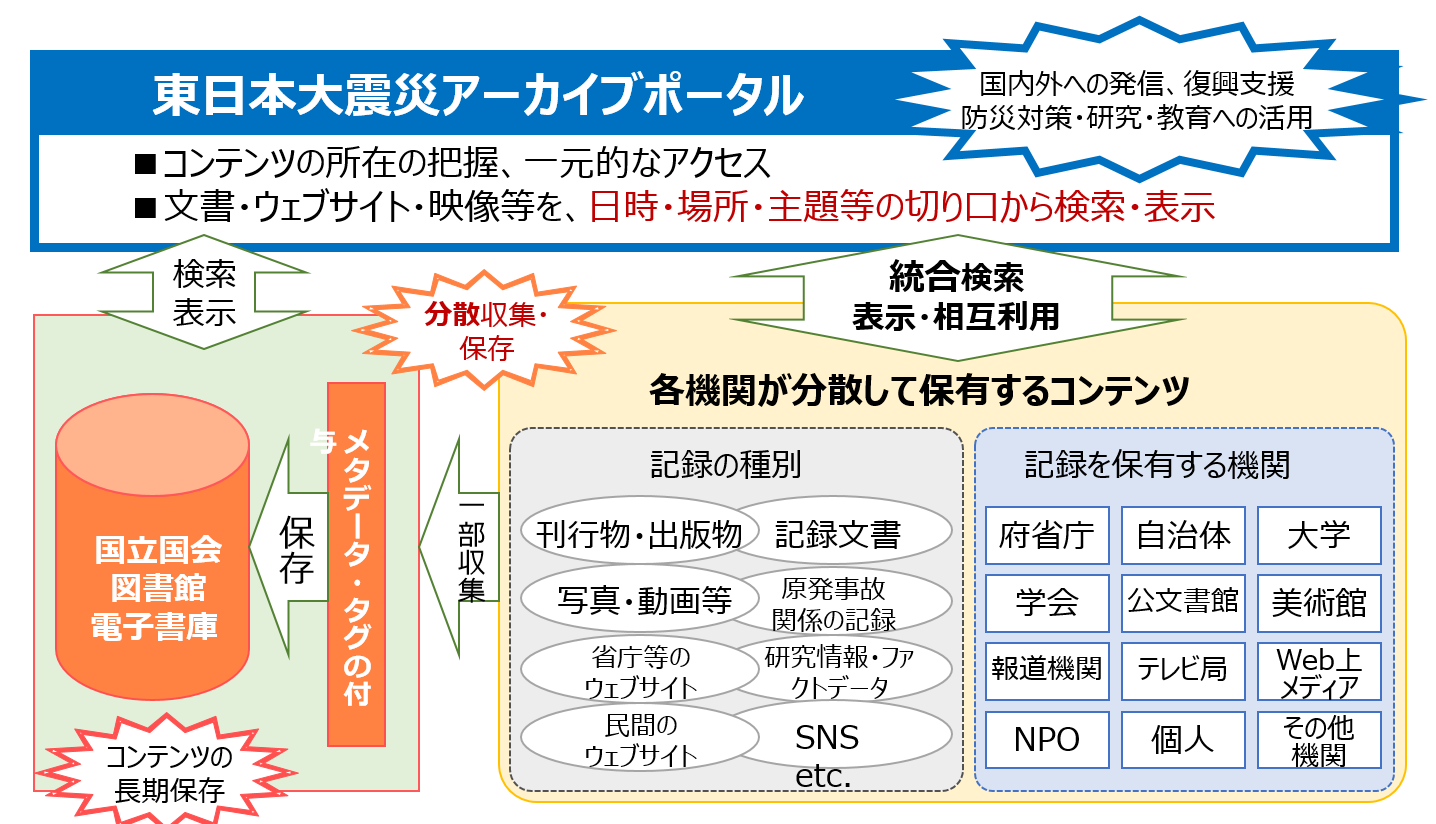 東日本大震災アーカイブポータル
国内外への発信、復興支援
防災対策・研究・教育への活用
■コンテンツの所在の把握、一元的なアクセス
■文書・ウェブサイト・映像等を、日時・場所・主題等の切り口から検索・表示
検索
表示
分散収集・
保存
統合検索
表示・相互利用
国立国会
図書館
電子書庫
保存
メタデータ・タグの付
与
一部収集
コンテンツの
長期保存
各機関が分散して保有するコンテンツ
記録の種別
刊行物・出版物
記録文書
写真・動画等
原発事故
関係の記録
省庁等の
ウェブサイト
研究情報・ファ
クトデータ
民間の
ウェブサイト
SNS
etc.
記録を保有する機関
府省庁
自治体
大学
学会
公文書館
美術館
報道機関
テレビ局
Web上
メディア
NPO
個人
その他
機関